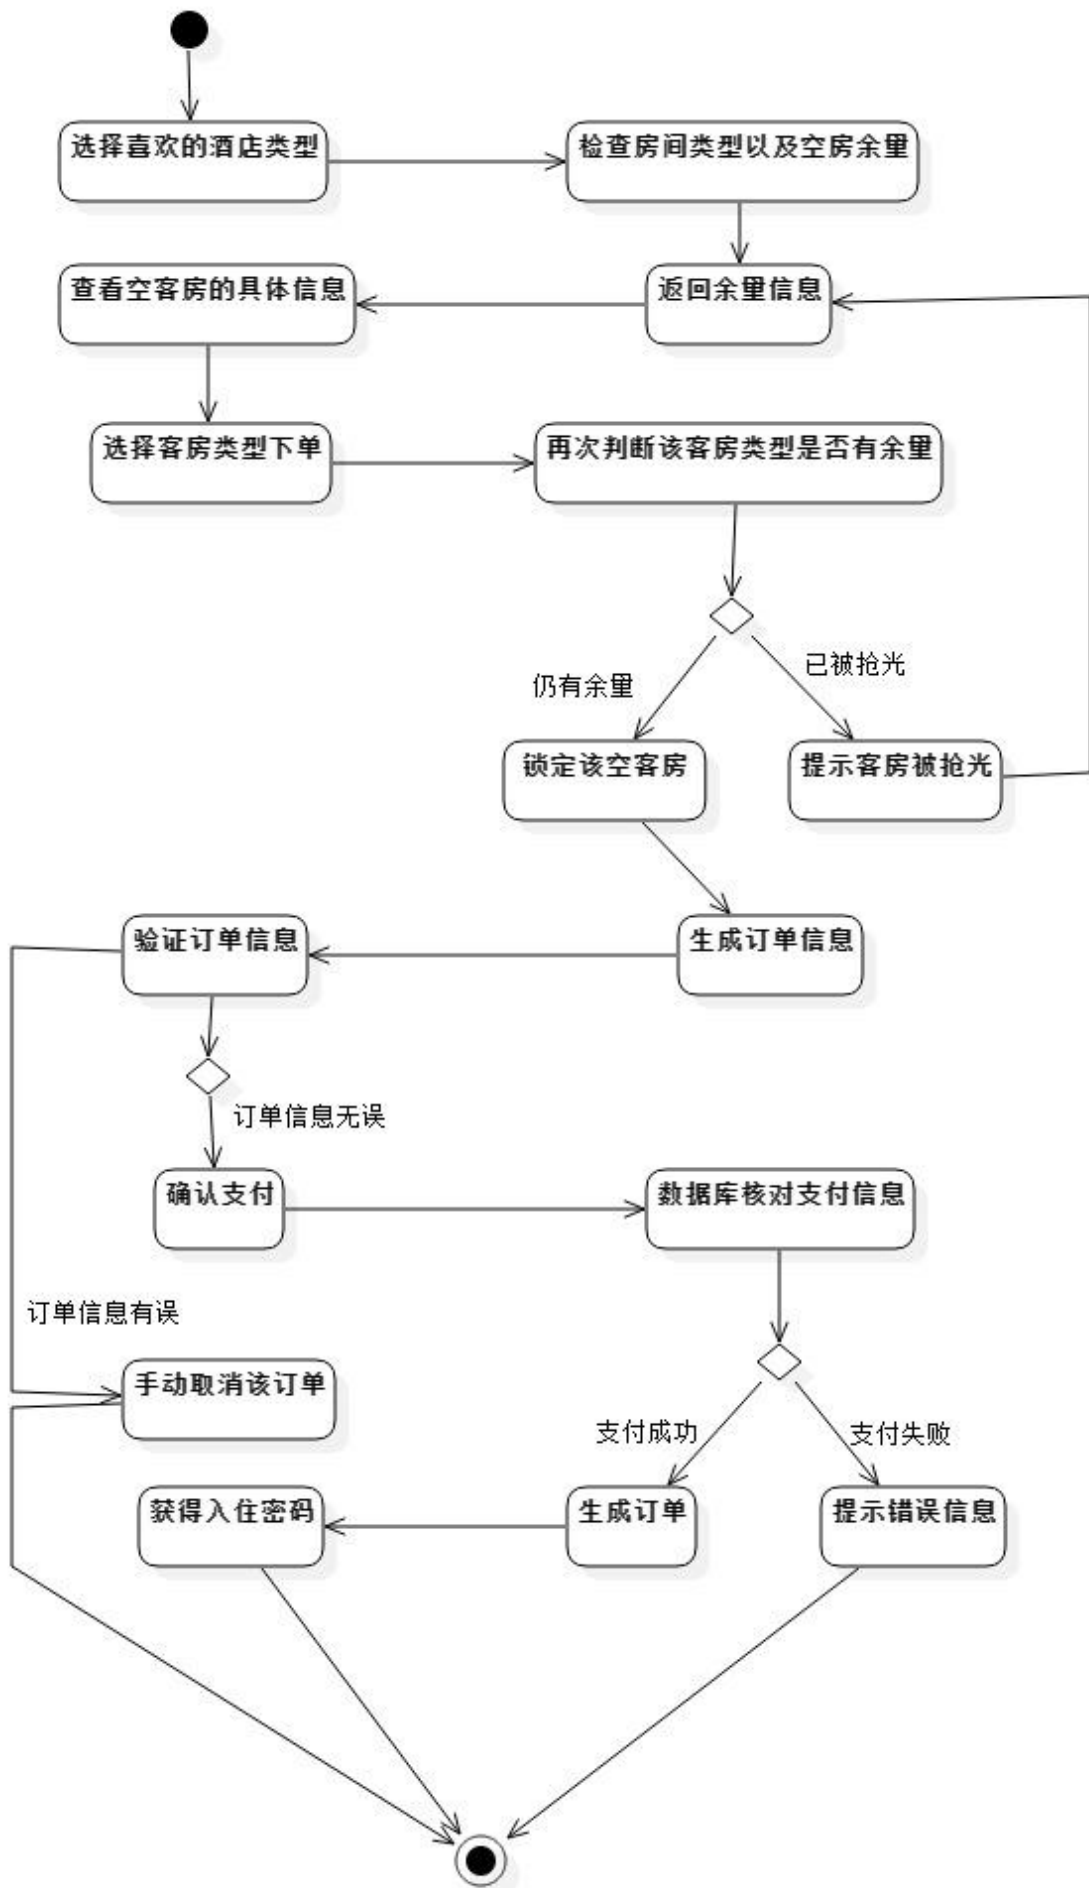 选择喜欢的酒店类型
检查房间类型以及空房余量
查看空客房的具体信息
返回余量信息
选择客房类型下单
再次判断该客房类型是否有余量
仍有余量
已被抢光
锁定该空客房
提示客房被抢光
验证订单信息
生成订单信息
订单信息无误
确认支付
数据库核对支付信息
订单信息有误
手动取消该订单
支付成功
支付失败
获得入住密码
生成订单
提示错误信息